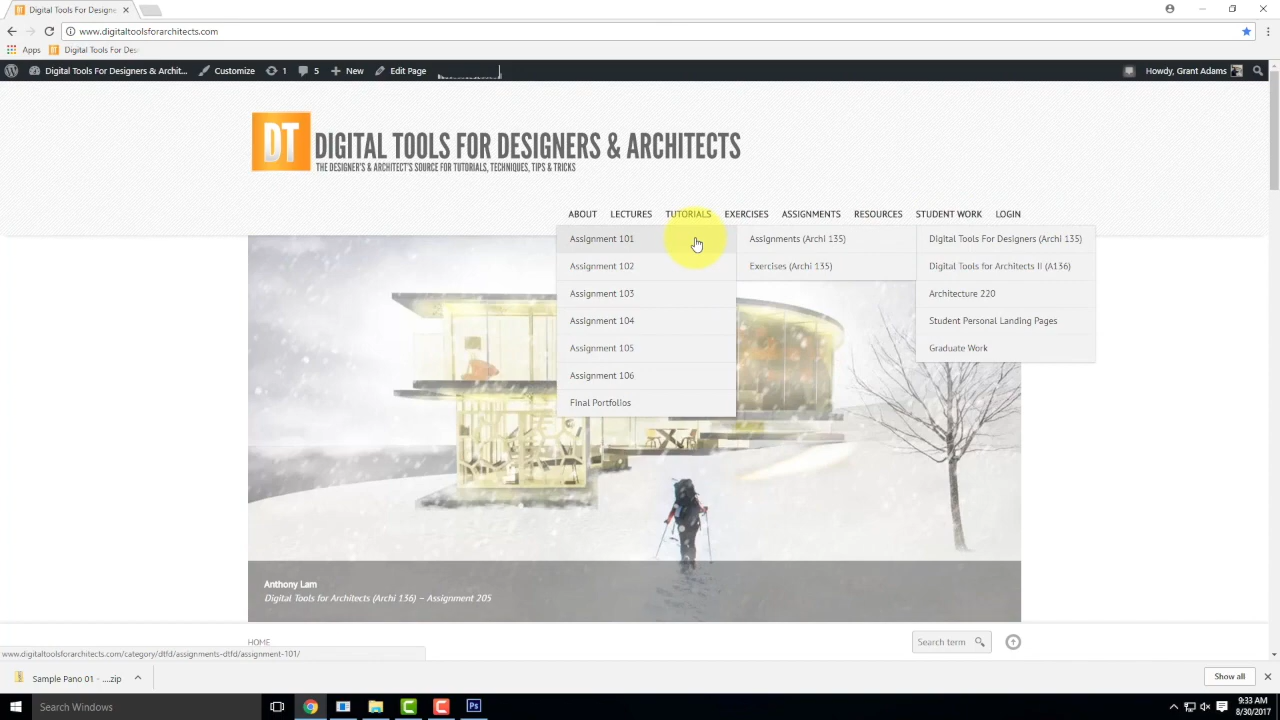 Digital Tools For Designe
www.digitaltoolsforarchitects.com
Apps
Digital Tools For Des
Digital Tools For Designers & Archit...
Customize
1
5
New
Edit Page
Howdy, Grant Adams
DT
DIGITAL TOOLS FOR DESIGNERS & ARCHITECTS
THE DESIGNER'S & ARCHITECT'S SOURCE FOR TUTORIALS, TECHNIQUES, TIPS & TRICKS
ABOUT
LECTURES
TUTORIALS
EXERCISES
ASSIGNMENTS
RESOURCES
STUDENT WORK
LOGIN
Assignment 101
Assignment 102
Assignment 103
Assignment 104
Assignment 105
Assignment 106
Final Portfolios
Assignments (Archi 135)
Exercises (Archi 135)
Digital Tools For Designers (Archi 135)
Digital Tools for Architects II (A136)
Architecture 220
Student Personal Landing Pages
Graduate Work
Anthony Lam
Digital Tools for Architects (Archi 136) – Assignment 205
HOME
Search term
www.digitaltoolsforarchitects.com/category/dtfd/assignments-dtfd/assignment-101/
Sample Pano 01 - ....zip
Show all
Search Windows
Ps
9:33 AM
8/30/2017